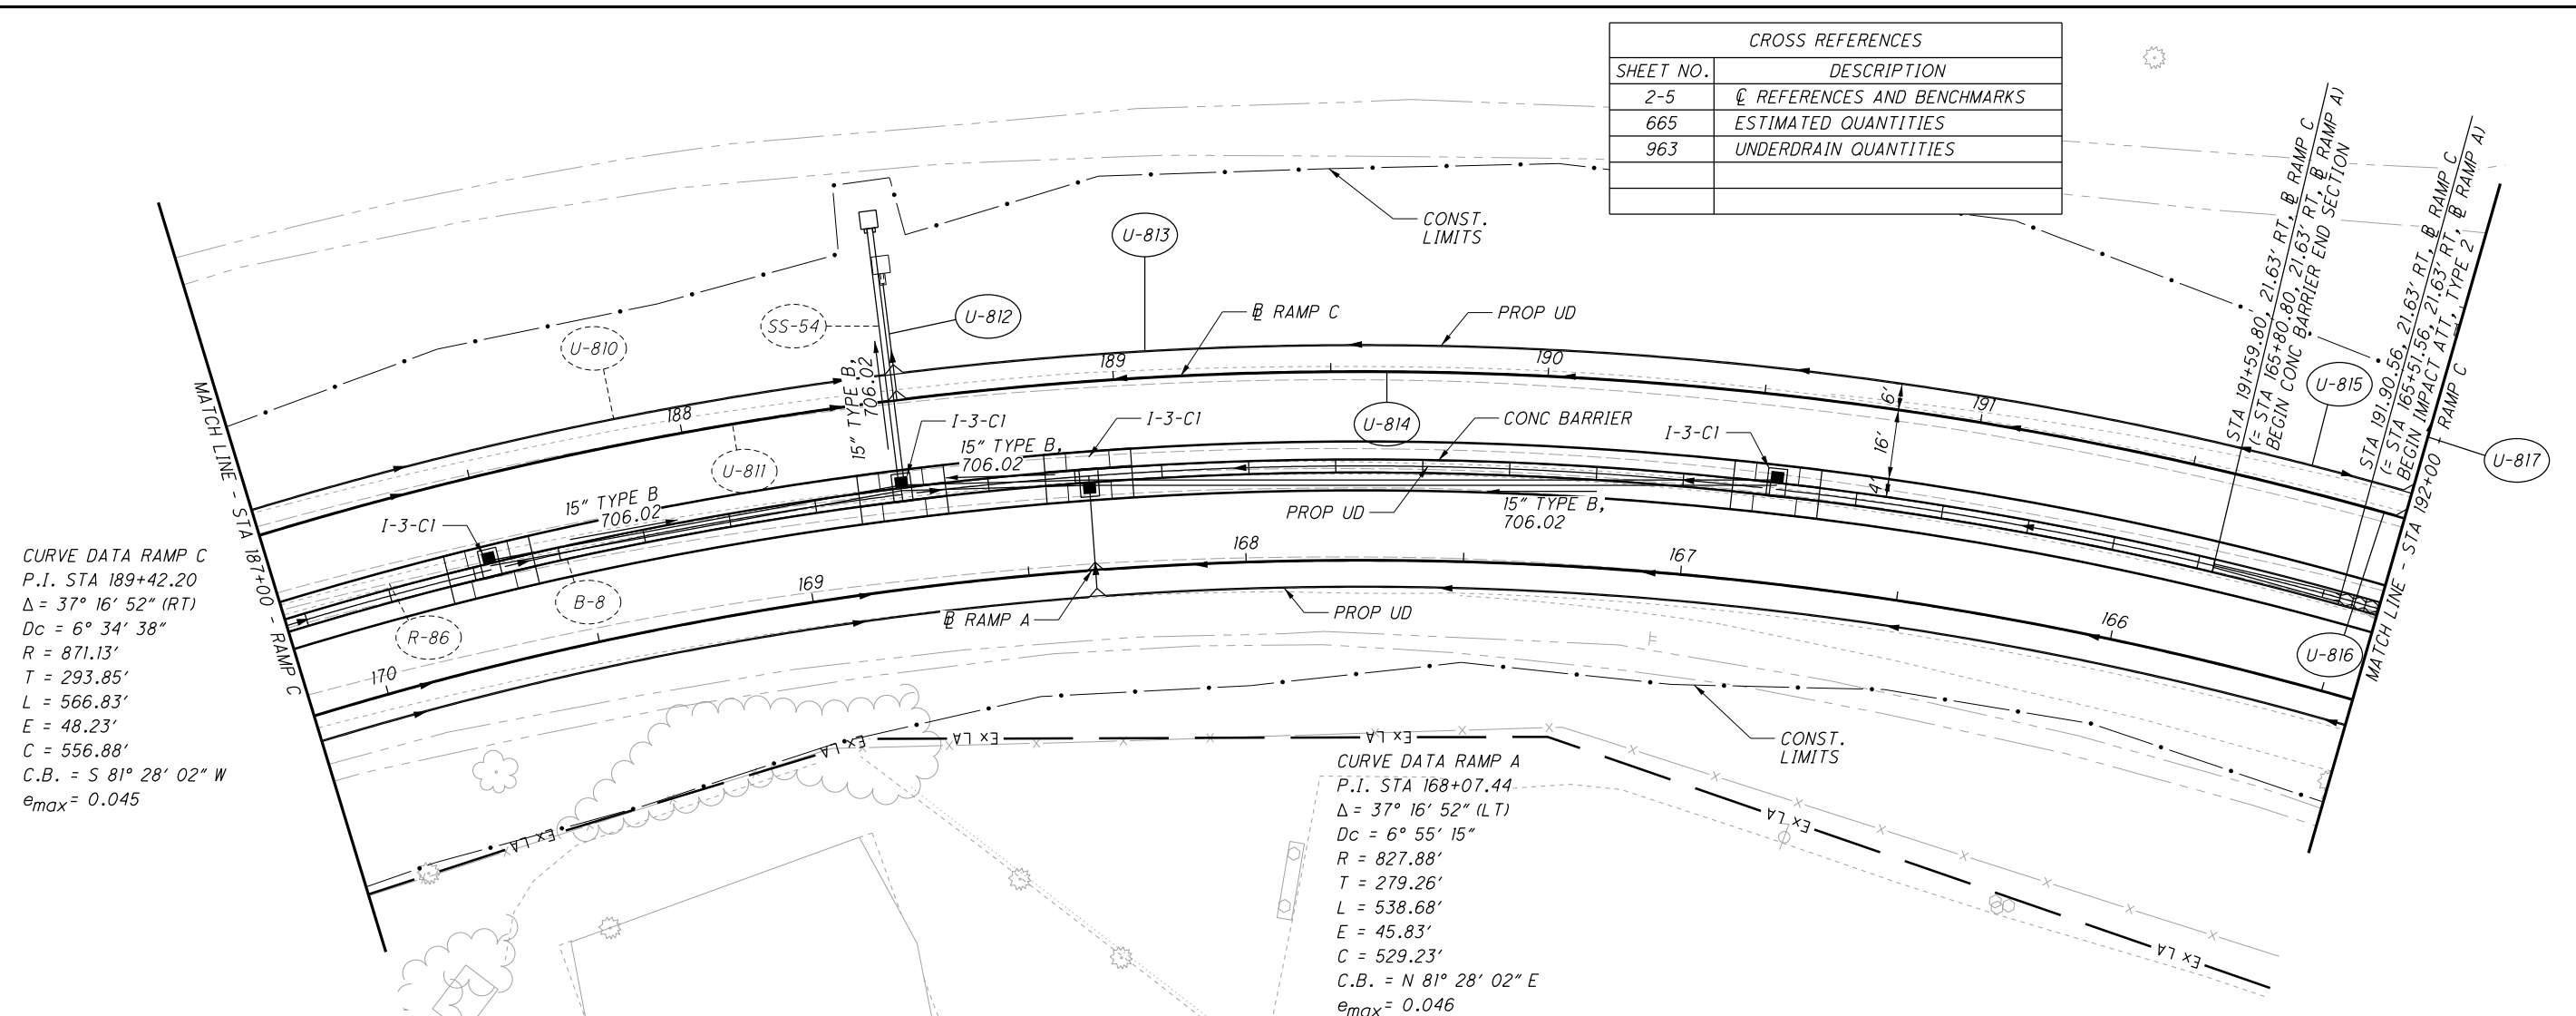 CROSS REFERENCES
SHEET NO. DESCRIPTION
2-5 ℄ REFERENCES AND BENCHMARKS
665 ESTIMATED QUANTITIES
963 UNDERDRAIN QUANTITIES
CONST.
LIMITS
U-813
U-812
SS-54
U-810
U-811
℄ RAMP C
PROP UD
188
189
190
191
15" TYPE B,
706.02
I-3-C1
15" TYPE B,
706.02
I-3-C1
U-814
CONC BARRIER
I-3-C1
6'
16'
4'
U-815
U-817
U-816
STA 191+59.80, 21.63' RT, ℄ RAMP C
(= STA 165+80.80, 21.63' RT, ℄ RAMP A)
BEGIN CONC BARRIER END SECTION
STA 191.90.56, 21.63' RT, ℄ RAMP C
(= STA 165+51.56, 21.63' RT, ℄ RAMP A)
BEGIN IMPACT ATT, TYPE 2
MATCH LINE - STA 192+00 - RAMP C
MATCH LINE - STA 187+00 - RAMP C
15" TYPE B
706.02
I-3-C1
PROP UD
15" TYPE B,
706.02
B-8
R-86
170
169
168
167
166
℄ RAMP A
PROP UD
CONST.
LIMITS
Ex LA
Ex LA
Ex LA
Ex LA
Ex LA
Ex LA
CURVE DATA RAMP C
P.I. STA 189+42.20
Δ = 37° 16' 52" (RT)
Dc = 6° 34' 38"
R = 871.13'
T = 293.85'
L = 566.83'
E = 48.23'
C = 556.88'
C.B. = S 81° 28' 02" W
emax = 0.045
CURVE DATA RAMP A
P.I. STA 168+07.44
Δ = 37° 16' 52" (LT)
Dc = 6° 55' 15"
R = 827.88'
T = 279.26'
L = 538.68'
E = 45.83'
C = 529.23'
C.B. = N 81° 28' 02" E
emax = 0.046